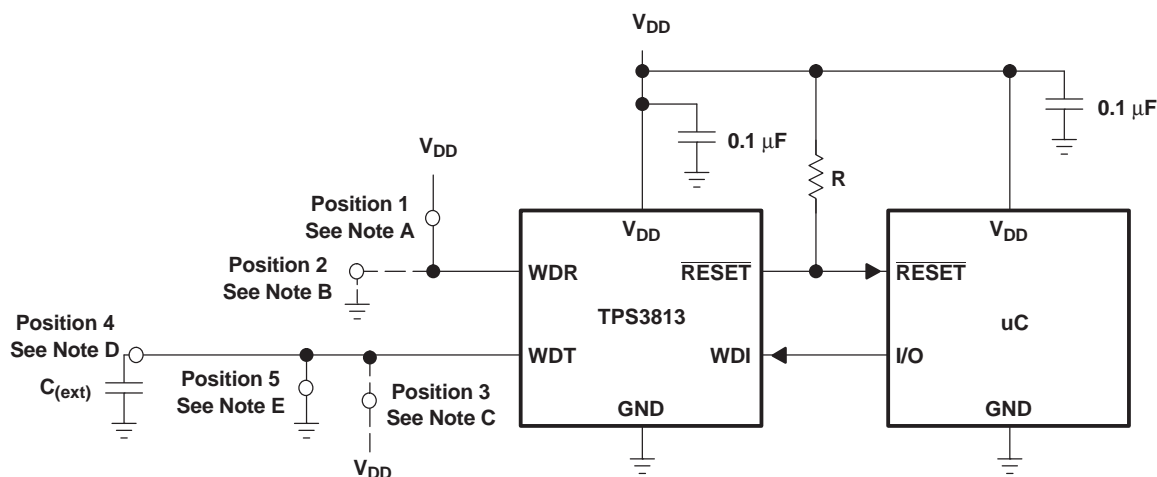 VDD
0.1 μF
0.1 μF
R
VDD
Position 1
See Note A
Position 2
See Note B
Position 4
See Note D
C(ext)
Position 5
See Note E
Position 3
See Note C
VDD
VDD
WDR
RESET
TPS3813
WDT
WDI
GND
VDD
RESET
uC
I/O
GND